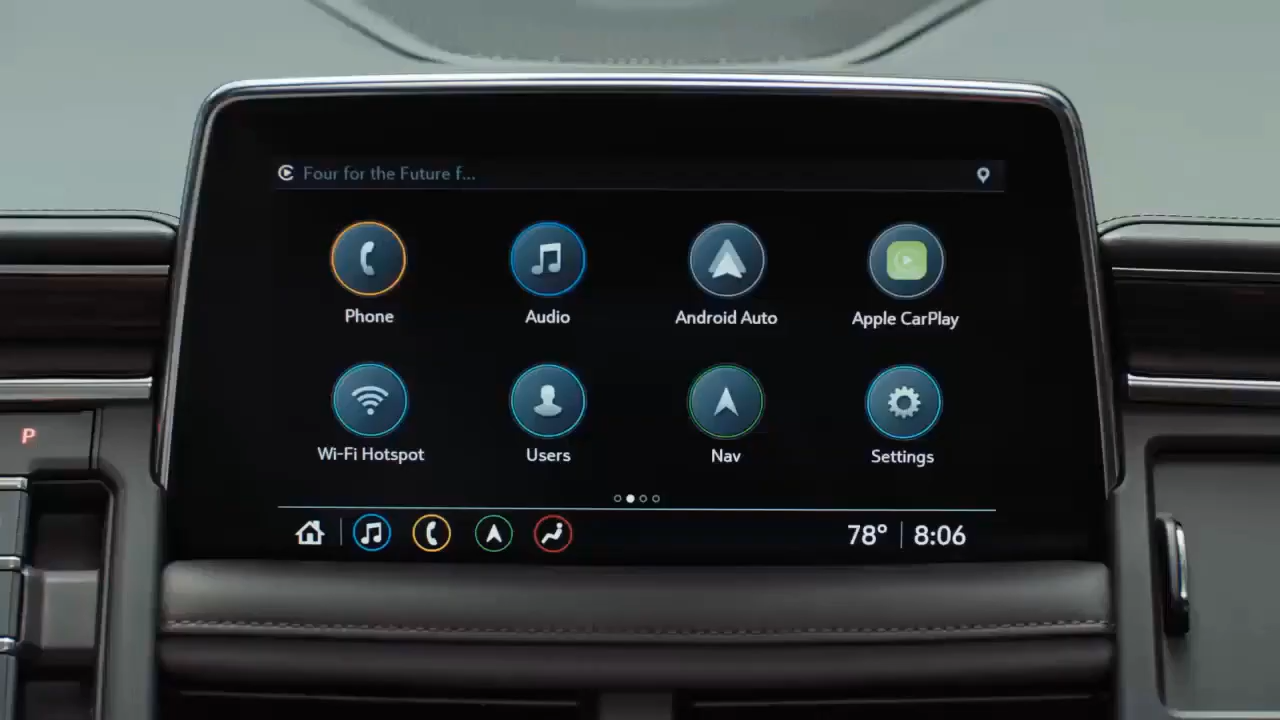 Four for the Future f...
Phone
Audio
Android Auto
Apple CarPlay
Wi-Fi Hotspot
Users
Nav
Settings
P
78° 8:06